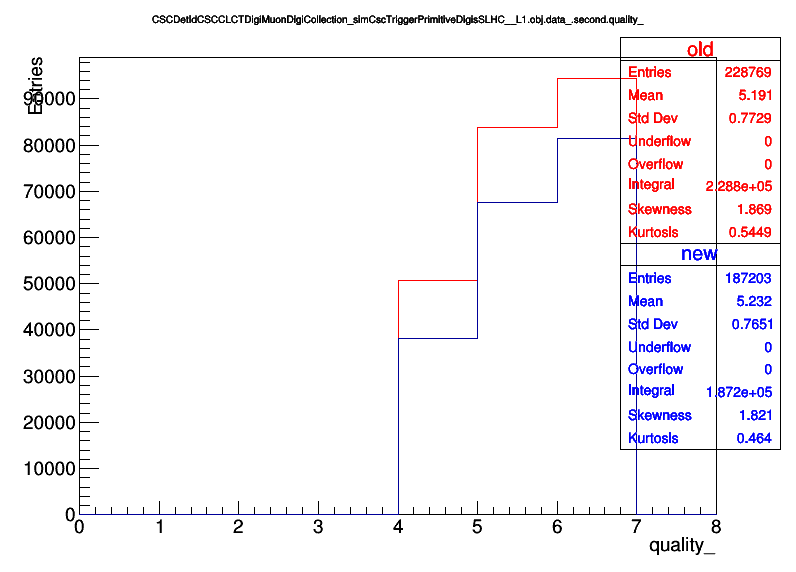 CSCDetIdCSCCLCTDigiMuonDigiCollection_simCscTriggerPrimitiveDigisSLHC__L1.obj.data_.second.quality_
Entries
90000
80000
70000
60000
50000
40000
30000
20000
10000
0
0 1 2 3 4 5 6 7 8
quality_
old
Entries 228769
Mean 5.191
Std Dev 0.7729
Underflow 0
Overflow 0
Integral 2.288e+05
Skewness 1.869
Kurtosis 0.5449
new
Entries 187203
Mean 5.232
Std Dev 0.7651
Underflow 0
Overflow 0
Integral 1.872e+05
Skewness 1.821
Kurtosis 0.464